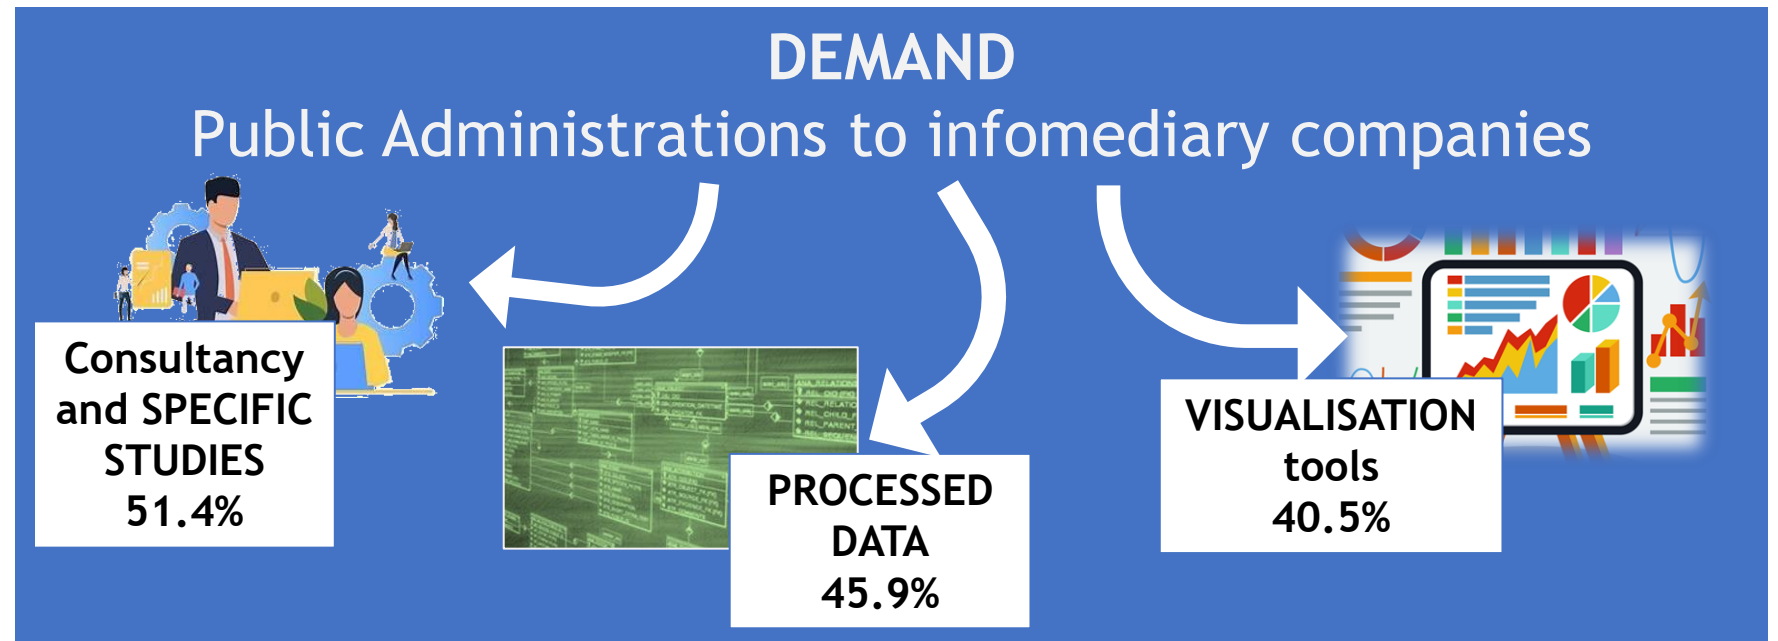 DEMAND
Public Administrations to infomediary companies
Consultancy
and SPECIFIC
STUDIES
51.4%
PROCESSED
DATA
45.9%
VISUALISATION
tools
40.5%